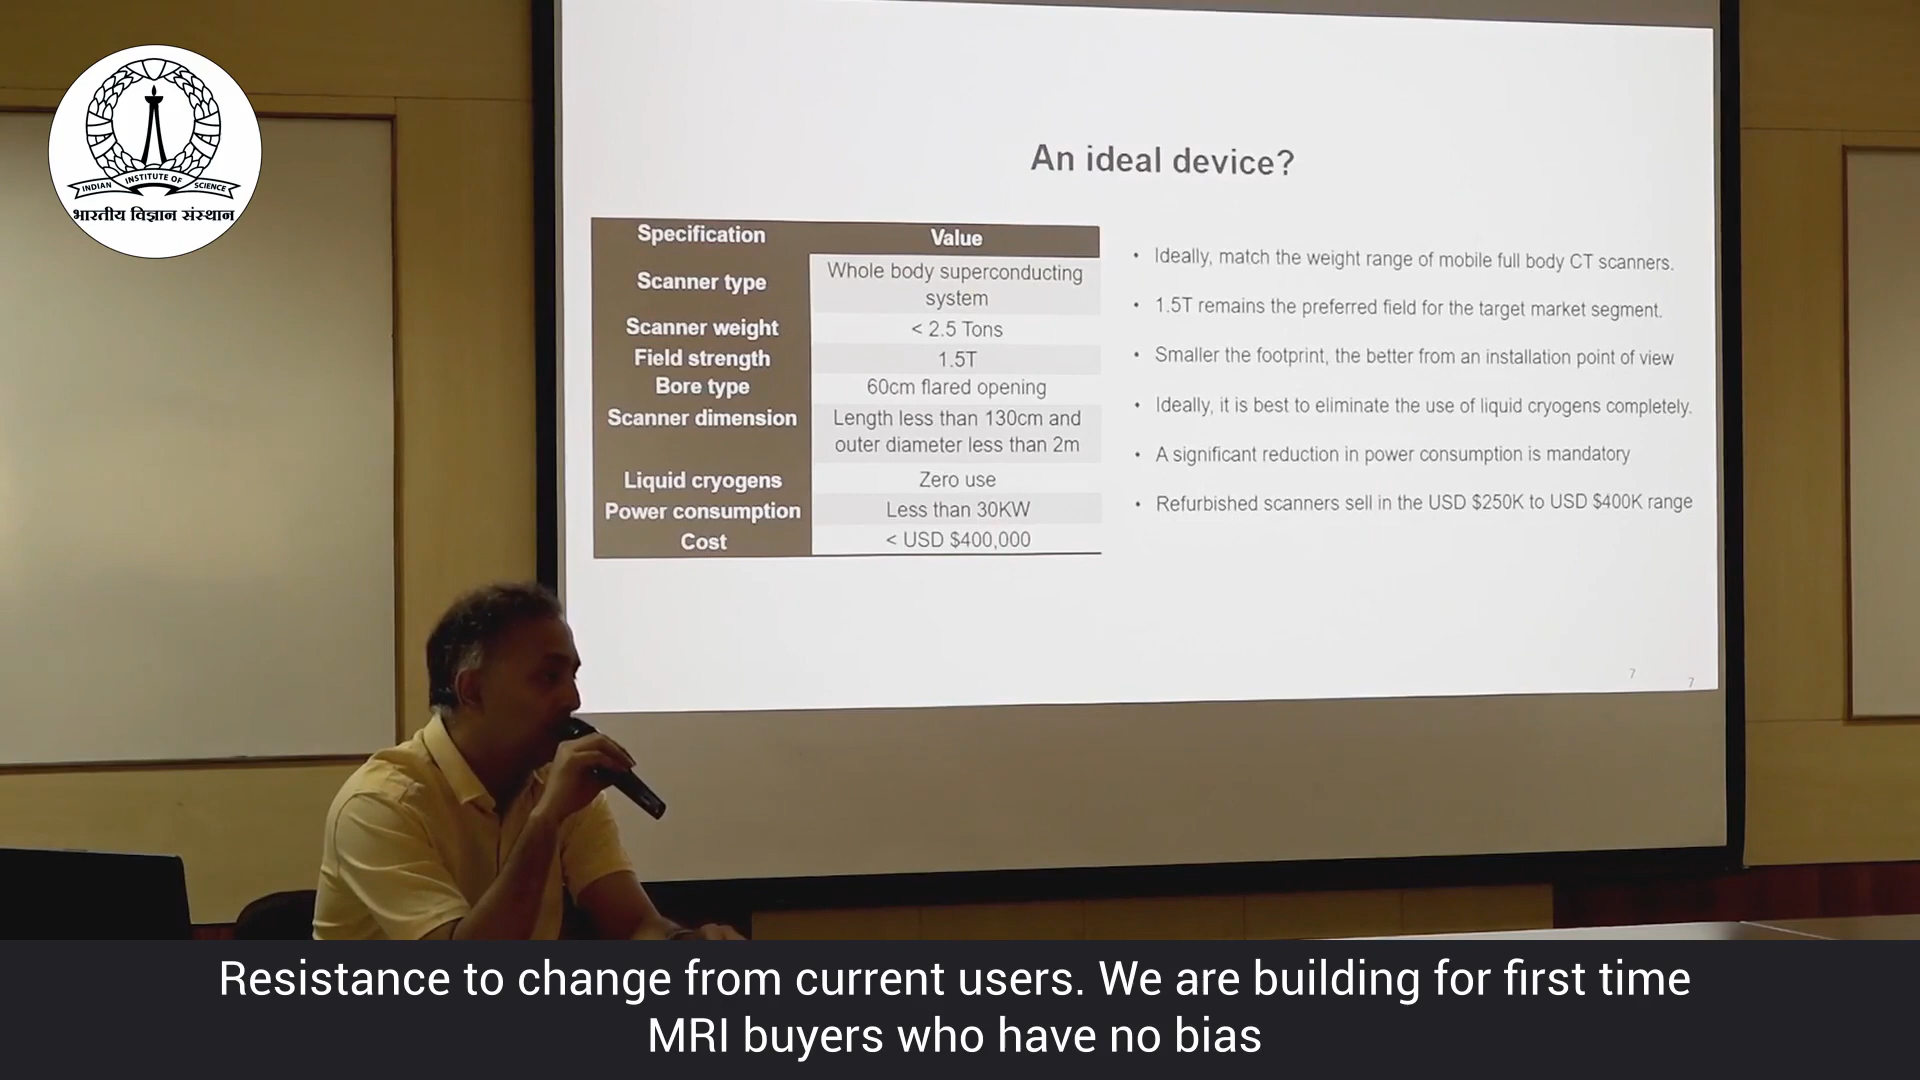 INDIAN INSTITUTE OF SCIENCE
भारतीय विज्ञान संस्थान
An ideal device?
Specification Value
Scanner type Whole body superconducting
system
Scanner weight < 2.5 Tons
Field strength 1.5T
Bore type 60cm flared opening
Scanner dimension Length less than 130cm and
outer diameter less than 2m
Liquid cryogens Zero use
Power consumption Less than 30KW
Cost < USD $400,000
• Ideally, match the weight range of mobile full body CT scanners.
• 1.5T remains the preferred field for the target market segment.
• Smaller the footprint, the better from an installation point of view
• Ideally, it is best to eliminate the use of liquid cryogens completely.
• A significant reduction in power consumption is mandatory
• Refurbished scanners sell in the USD $250K to USD $400K range
7
7
Resistance to change from current users. We are building for first time
MRI buyers who have no bias